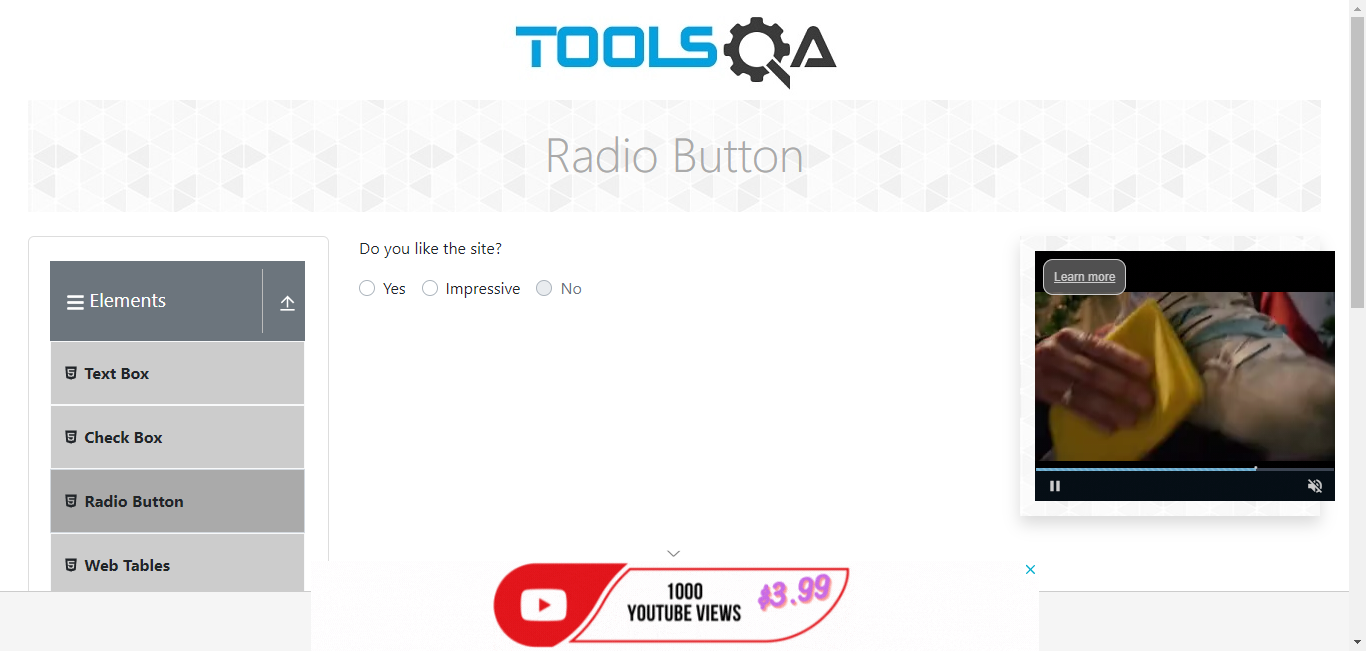 TOOLSQA
Radio Button
Do you like the site?
Yes Impressive No
Elements
Text Box
Check Box
Radio Button
Web Tables
Learn more
1000
YOUTUBE VIEWS
$3.99